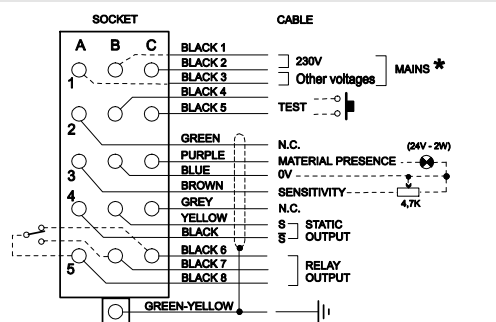 SOCKET CABLE
A B C
BLACK 1
BLACK 2 230V
1 BLACK 3 Other voltages MAINS *
BLACK 4
BLACK 5 TEST
2
GREEN N.C. (24V - 2W)
PURPLE MATERIAL PRESENCE
3 BLUE 0V
BROWN SENSITIVITY
4,7K
4 GREY N.C.
YELLOW S STATIC
BLACK S̅ OUTPUT
BLACK 6
5 BLACK 7 RELAY
BLACK 8 OUTPUT
GREEN-YELLOW